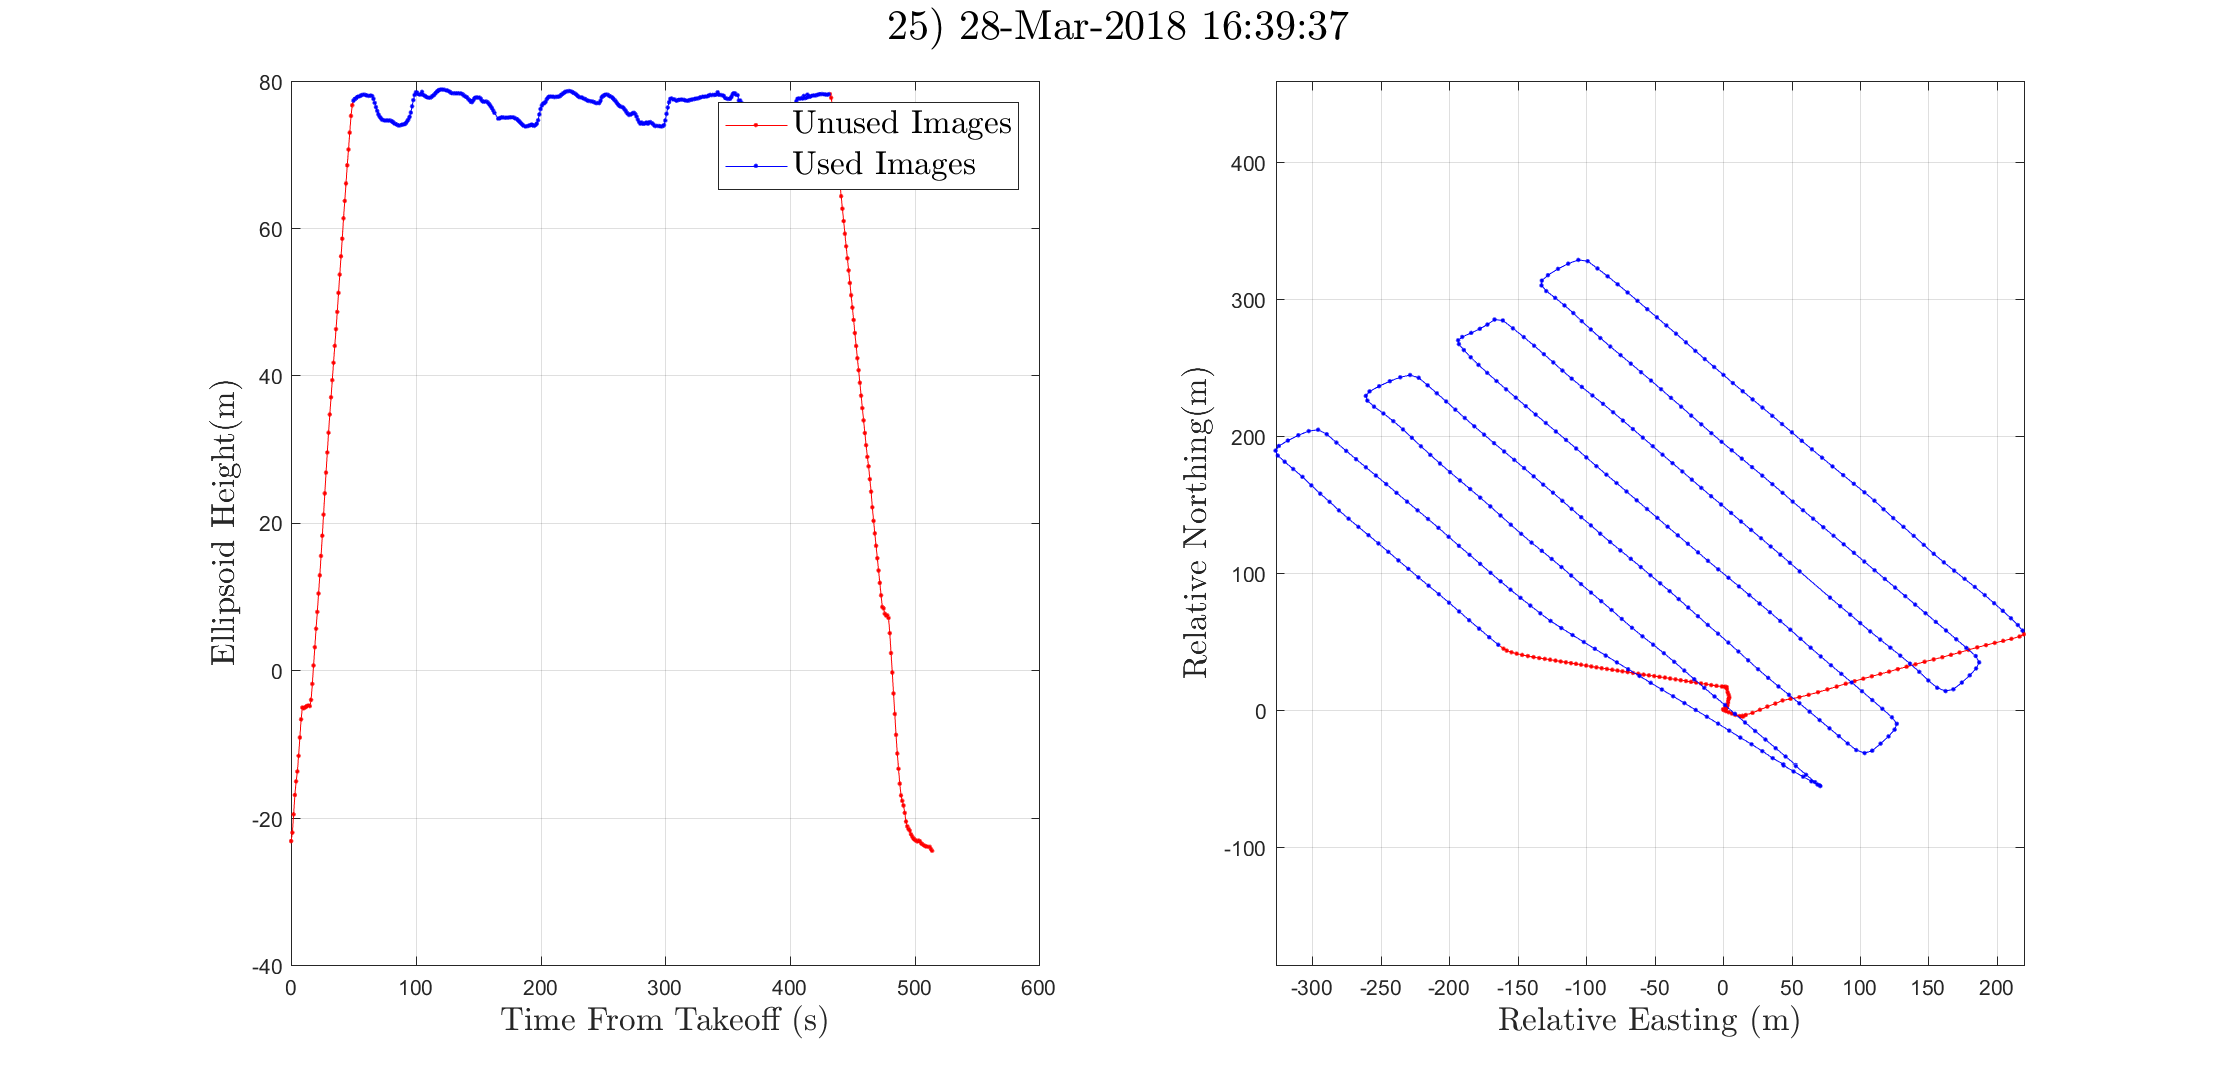 25) 28-Mar-2018 16:39:37
80
60
40
20
0
-20
-40
Ellipsoid Height(m)
0 100 200 300 400 500 600
Time From Takeoff (s)
Unused Images
Used Images
400
300
200
100
0
-100
Relative Northing(m)
-300 -250 -200 -150 -100 -50 0 50 100 150 200
Relative Easting (m)